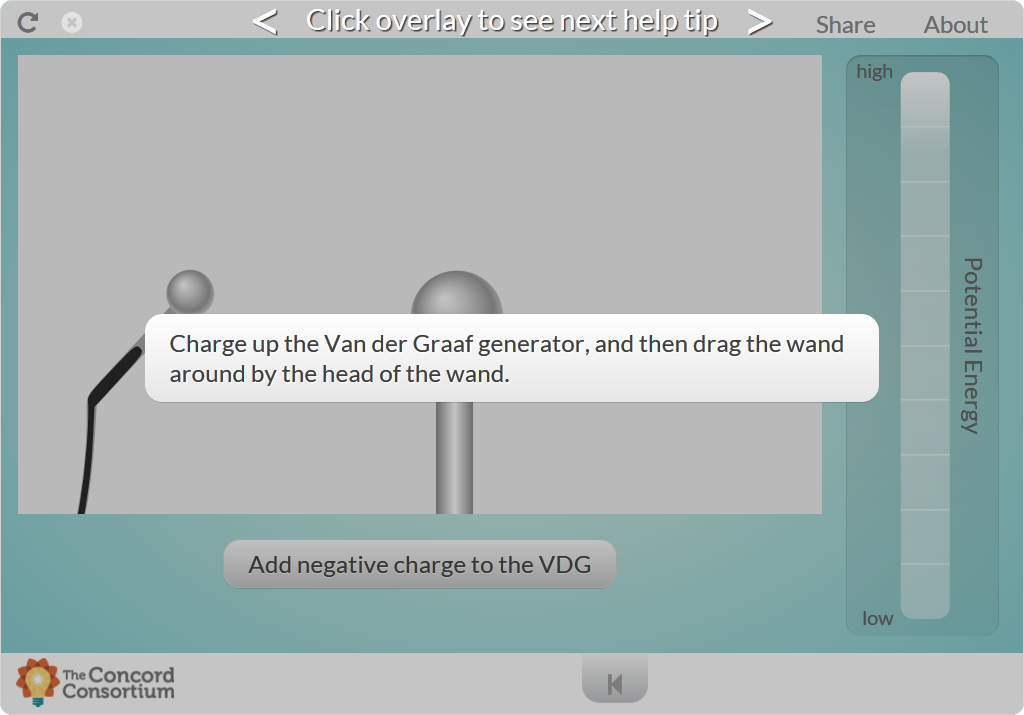 < Click overlay to see next help tip >
Share
About
high
Potential Energy
Charge up the Van der Graaf generator, and then drag the wand
around by the head of the wand.
Add negative charge to the VDG
low
The Concord
Consortium